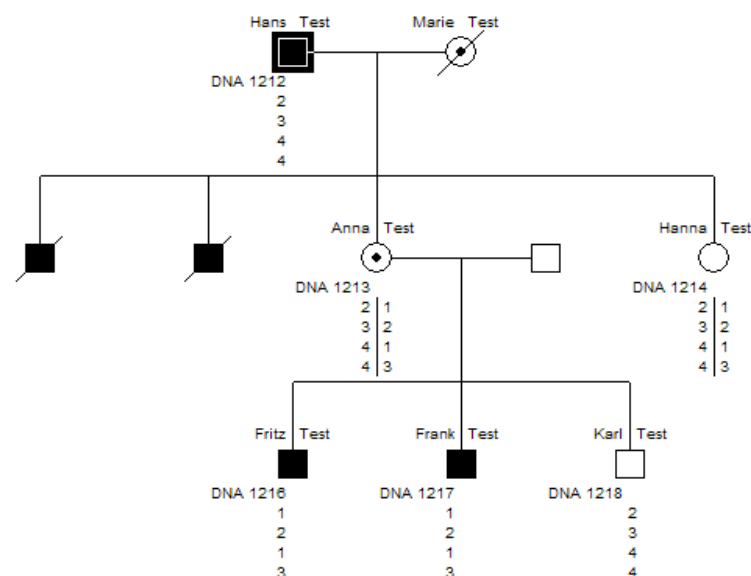 Hans Test Marie Test
DNA 1212
2
3
4
4
Anna Test Hanna Test
DNA 1213 DNA 1214
2 1 2 1
3 2 3 2
4 1 4 1
4 3 4 3
Fritz Test Frank Test Karl Test
DNA 1216 DNA 1217 DNA 1218
1 1 2
2 2 3
1 1 4
3 3 4